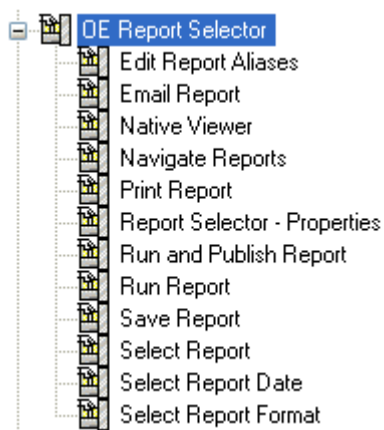 OE Report Selector
Edit Report Aliases
Email Report
Native Viewer
Navigate Reports
Print Report
Report Selector - Properties
Run and Publish Report
Run Report
Save Report
Select Report
Select Report Date
Select Report Format